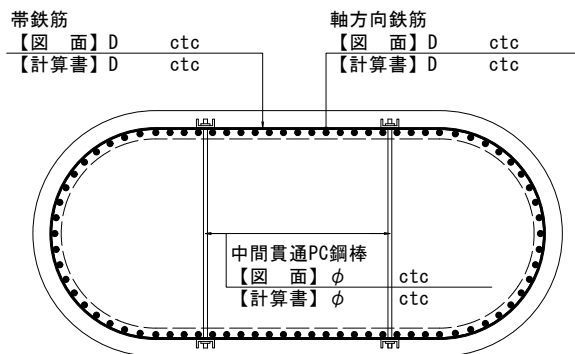 帯鉄筋
【図　面】D　　　ctc
【計算書】D　　　ctc
軸方向鉄筋
【図　面】D　　　ctc
【計算書】D　　　ctc
中間貫通PC鋼棒
【図　面】φ　　　ctc
【計算書】φ　　　ctc